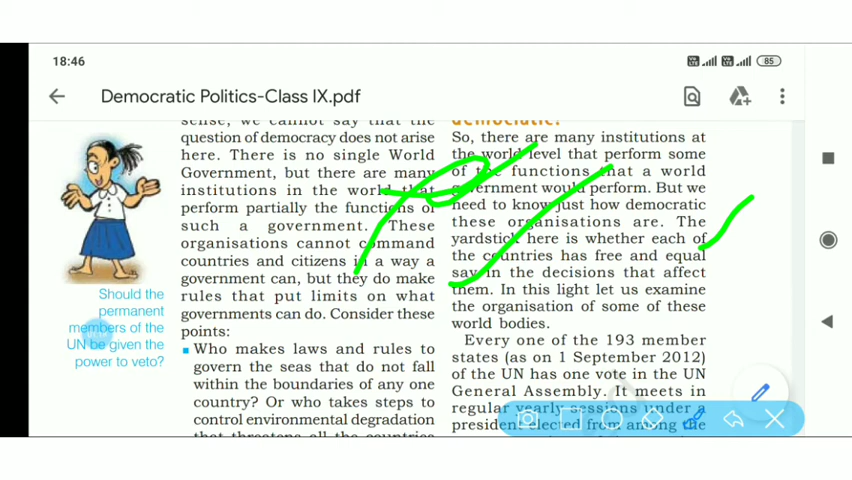 18:46
85
Democratic Politics-Class IX.pdf
sense, we cannot say that the
question of democracy does not arise
here. There is no single World
Government, but there are many
institutions in the world that
perform partially the functions of
such a government. These
organisations cannot command
countries and citizens in a way a
government can, but they do make
rules that put limits on what
governments can do. Consider these
points:
Who makes laws and rules to
govern the seas that do not fall
within the boundaries of any one
country? Or who takes steps to
control environmental degradation
that threatens all the countries
Should the
permanent
members of the
UN be given the
power to veto?
democratic?
So, there are many institutions at
the world level that perform some
of the functions that a world
government would perform. But we
need to know just how democratic
these organisations are. The
yardstick here is whether each of
the countries has free and equal
say in the decisions that affect
them. In this light let us examine
the organisation of some of these
world bodies.
Every one of the 193 member
states (as on 1 September 2012)
of the UN has one vote in the UN
General Assembly. It meets in
regular yearly sessions under a
president elected from among the